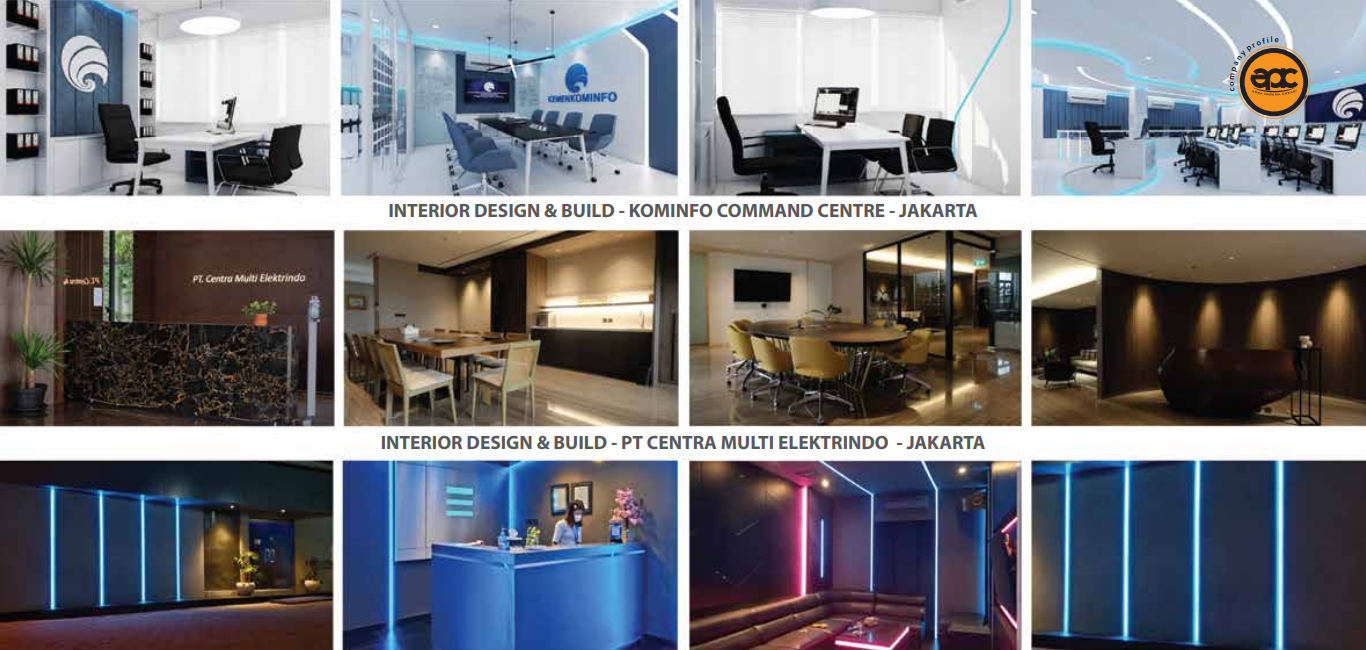 company profile
epic
KEMENKOMINFO
INTERIOR DESIGN & BUILD - KOMINFO COMMAND CENTRE - JAKARTA
PT. Centra Multi Elektrindo
INTERIOR DESIGN & BUILD - PT CENTRA MULTI ELEKTRINDO - JAKARTA